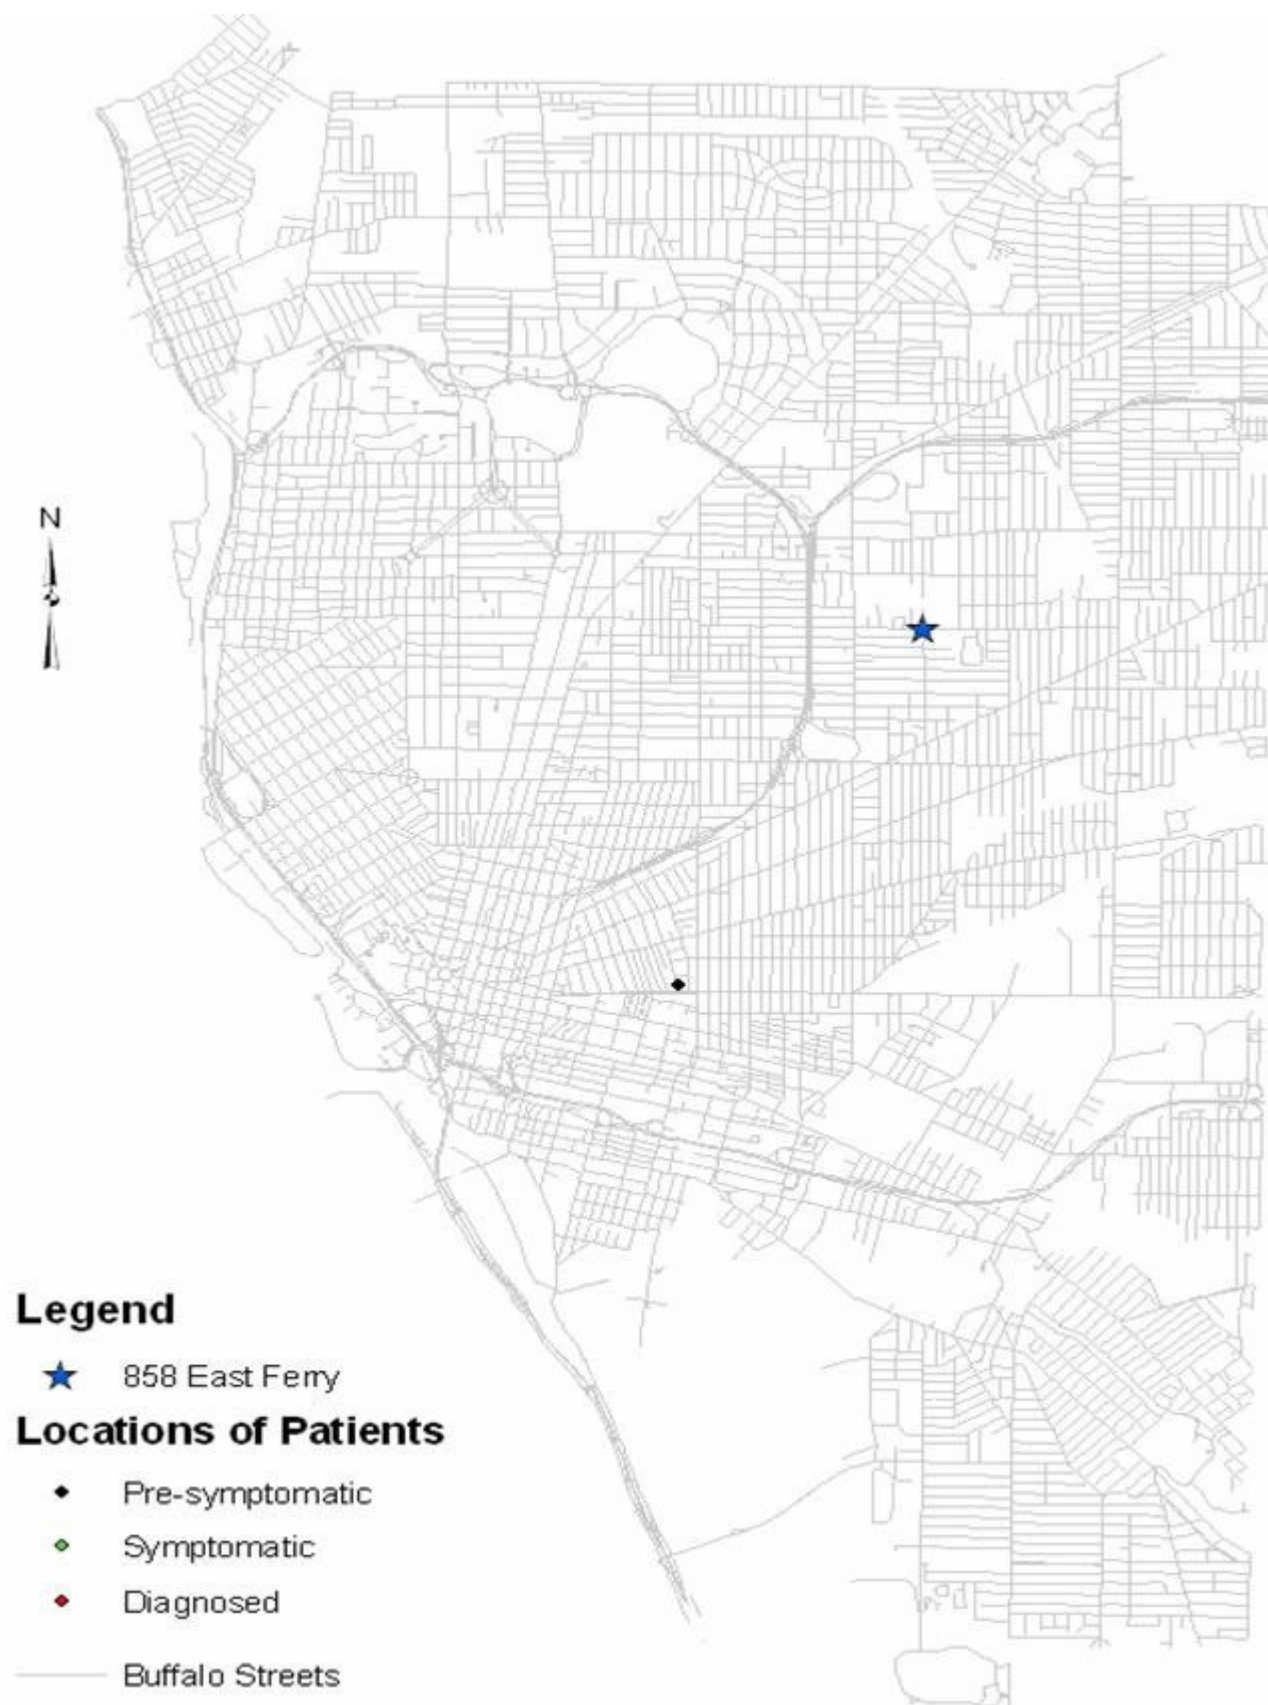 N
Legend
858 East Ferry
Locations of Patients
Pre-symptomatic
Symptomatic
Diagnosed
Buffalo Streets